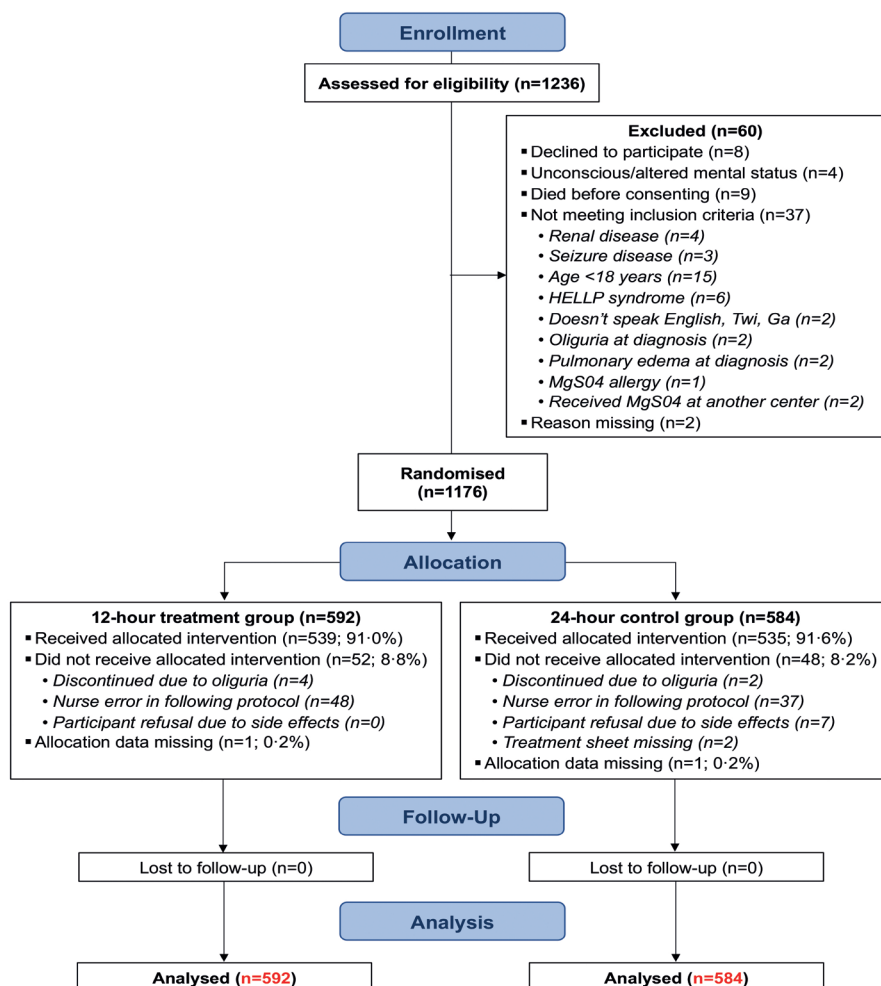 Enrollment
Assessed for eligibility (n=1236)
Excluded (n=60)
▪ Declined to participate (n=8)
▪ Unconscious/altered mental status (n=4)
▪ Died before consenting (n=9)
▪ Not meeting inclusion criteria (n=37)
• Renal disease (n=4)
• Seizure disease (n=3)
• Age <18 years (n=15)
• HELLP syndrome (n=6)
• Doesn’t speak English, Twi, Ga (n=2)
• Oliguria at diagnosis (n=2)
• Pulmonary edema at diagnosis (n=2)
• MgS04 allergy (n=1)
• Received MgS04 at another center (n=2)
▪ Reason missing (n=2)
Randomised
(n=1176)
Allocation
12-hour treatment group (n=592)
▪ Received allocated intervention (n=539; 91·0%)
▪ Did not receive allocated intervention (n=52; 8·8%)
• Discontinued due to oliguria (n=4)
• Nurse error in following protocol (n=48)
• Participant refusal due to side effects (n=0)
▪ Allocation data missing (n=1; 0·2%)
24-hour control group (n=584)
▪ Received allocated intervention (n=535; 91·6%)
▪ Did not receive allocated intervention (n=48; 8·2%)
• Discontinued due to oliguria (n=2)
• Nurse error in following protocol (n=37)
• Participant refusal due to side effects (n=7)
• Treatment sheet missing (n=2)
▪ Allocation data missing (n=1; 0·2%)
Follow-Up
Lost to follow-up (n=0)
Lost to follow-up (n=0)
Analysis
Analysed (n=592)
Analysed (n=584)